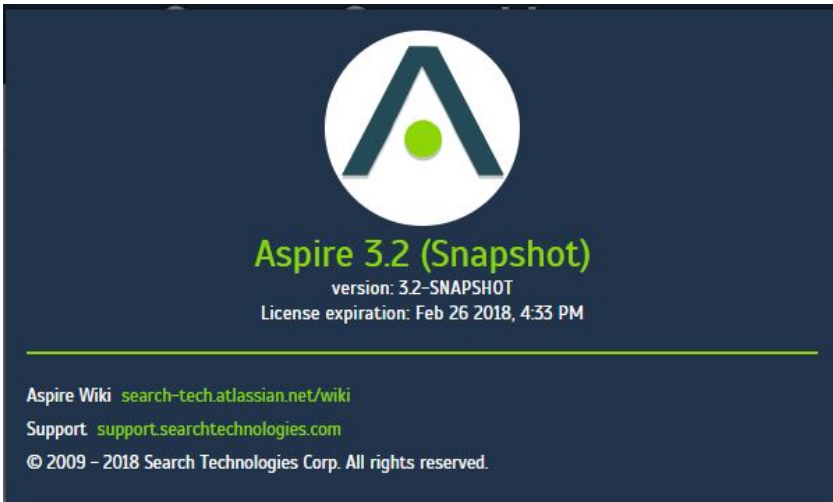 Aspire 3.2 (Snapshot)
version: 3.2-SNAPSHOT
License expiration: Feb 26 2018, 4:33 PM
Aspire Wiki search-tech.atlassian.net/wiki
Support support.searchtechnologies.com
© 2009 - 2018 Search Technologies Corp. All rights reserved.